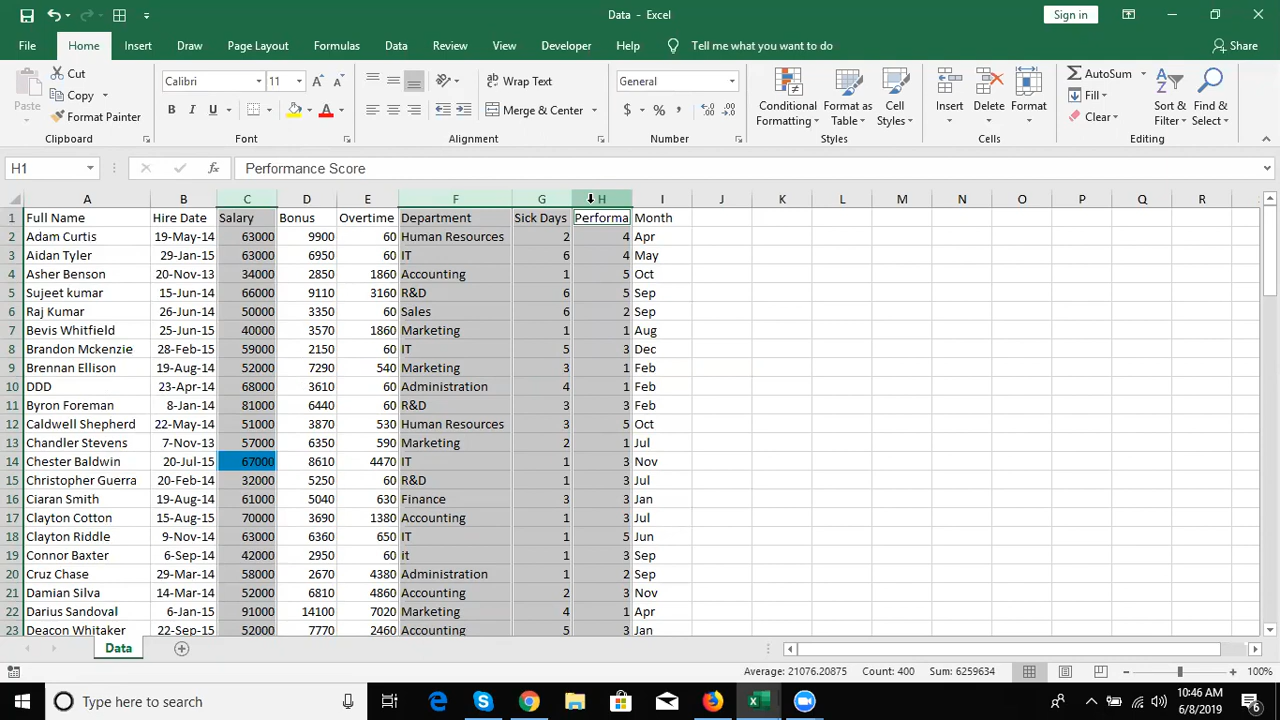 Data - Excel
Sign in
File Home Insert Draw Page Layout Formulas Data Review View Developer Help Tell me what you want to do Share
Paste Cut Copy Format Painter Clipboard
Calibri 11 B I U A Font
Wrap Text Merge & Center Alignment
General $ % , Number
Conditional Formatting Format as Table Cell Styles Styles
Insert Delete Format Cells
AutoSum Fill Clear Sort & Filter Find & Select Editing
H1 fx Performance Score
A B C D E F G H I J K L M N O P Q R
1 Full Name Hire Date Salary Bonus Overtime Department Sick Days Performa Month
2 Adam Curtis 19-May-14 63000 9900 60 Human Resources 2 4 Apr
3 Aidan Tyler 29-Jan-15 63000 6950 60 IT 6 4 May
4 Asher Benson 20-Nov-13 34000 2850 1860 Accounting 1 5 Oct
5 Sujeet kumar 15-Jun-14 66000 9110 3160 R&D 6 5 Sep
6 Raj Kumar 26-Jun-14 50000 3350 60 Sales 6 2 Sep
7 Bevis Whitfield 25-Jun-15 40000 3570 1860 Marketing 1 1 Aug
8 Brandon Mckenzie 28-Feb-15 59000 2150 60 IT 5 3 Dec
9 Brennan Ellison 19-Aug-14 52000 7290 540 Marketing 3 1 Feb
10 DDD 23-Apr-14 68000 3610 60 Administration 4 1 Feb
11 Byron Foreman 8-Jan-14 81000 6440 60 R&D 3 3 Feb
12 Caldwell Shepherd 22-May-14 51000 3870 530 Human Resources 3 5 Oct
13 Chandler Stevens 7-Nov-13 57000 6350 590 Marketing 2 1 Jul
14 Chester Baldwin 20-Jul-15 67000 8610 4470 IT 1 3 Nov
15 Christopher Guerra 20-Feb-14 32000 5250 60 R&D 1 3 Jul
16 Ciaran Smith 19-Aug-14 61000 5040 630 Finance 3 3 Jan
17 Clayton Cotton 15-Aug-15 70000 3690 1380 Accounting 1 3 Jul
18 Clayton Riddle 9-Nov-14 63000 6360 650 IT 1 5 Jun
19 Connor Baxter 6-Sep-14 42000 2950 60 it 1 3 Sep
20 Cruz Chase 29-Mar-14 58000 2670 4380 Administration 1 2 Sep
21 Damian Silva 14-Mar-14 52000 6810 4860 Accounting 2 3 Nov
22 Darius Sandoval 6-Jan-15 91000 14100 7020 Marketing 4 1 Apr
23 Deacon Whitaker 22-Sep-15 52000 7770 2460 Accounting 5 3 Jan
Data
Average: 21076.20875 Count: 400 Sum: 6259634 100%
Type here to search
10:46 AM
6/8/2019
6